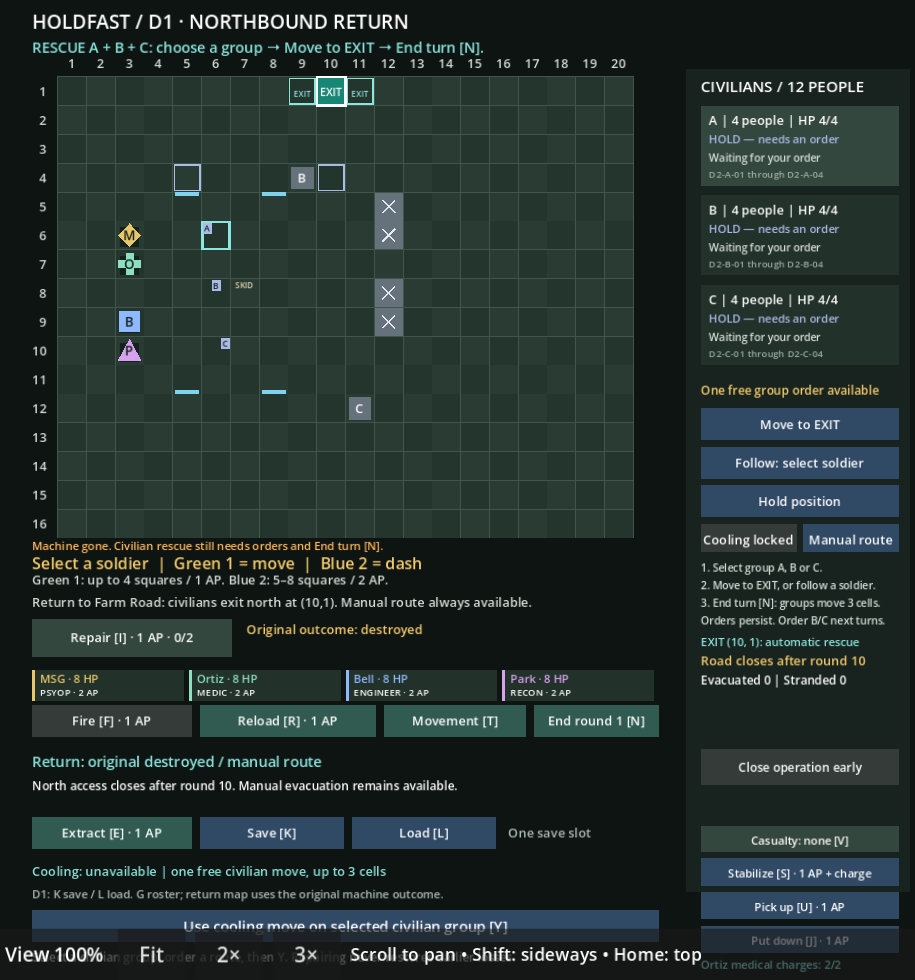 HOLDFAST / D1 · NORTHBOUND RETURN
RESCUE A + B + C: choose a group → Move to EXIT → End turn [N].
1 2 3 4 5 6 7 8 9 10 11 12 13 14 15 16 17 18 19 20
1 EXIT EXIT EXIT
2
3
4 B
5
6 M A
7 O
8 B SKID
9 B
10 P C
11
12 C
13
14
15
16
Machine gone. Civilian rescue still needs orders and End turn [N].
Select a soldier | Green 1 = move | Blue 2 = dash
Green 1: up to 4 squares / 1 AP. Blue 2: 5–8 squares / 2 AP.
Return to Farm Road: civilians exit north at (10,1). Manual route always available.
Repair [I] · 1 AP · 0/2
Original outcome: destroyed
MSG · 8 HP
PSYOP · 2 AP
Ortiz · 8 HP
MEDIC · 2 AP
Bell · 8 HP
ENGINEER · 2 AP
Park · 8 HP
RECON · 2 AP
Fire [F] · 1 AP
Reload [R] · 1 AP
Movement [T]
End round 1 [N]
Return: original destroyed / manual route
North access closes after round 10. Manual evacuation remains available.
Extract [E] · 1 AP
Save [K]
Load [L]
One save slot
Cooling: unavailable | one free civilian move, up to 3 cells
D1: K save / L load. G roster; return map uses the original machine outcome.
Use cooling move on selected civilian group [Y]
CIVILIANS / 12 PEOPLE
A | 4 people | HP 4/4
HOLD — needs an order
Waiting for your order
D2-A-01 through D2-A-04
B | 4 people | HP 4/4
HOLD — needs an order
Waiting for your order
D2-B-01 through D2-B-04
C | 4 people | HP 4/4
HOLD — needs an order
Waiting for your order
D2-C-01 through D2-C-04
One free group order available
Move to EXIT
Follow: select soldier
Hold position
Cooling locked
Manual route
1. Select group A, B or C.
2. Move to EXIT, or follow a soldier.
3. End turn [N]: groups move 3 cells.
Orders persist. Order B/C next turns.
EXIT (10, 1): automatic rescue
Road closes after round 10
Evacuated 0 | Stranded 0
Close operation early
Casualty: none [V]
Stabilize [S] · 1 AP + charge
Pick up [U] · 1 AP
Put down [J] · 1 AP
Ortiz medical charges: 2/2
View 100% Fit 2× 3× Scroll to pan • Shift: sideways • Home: top